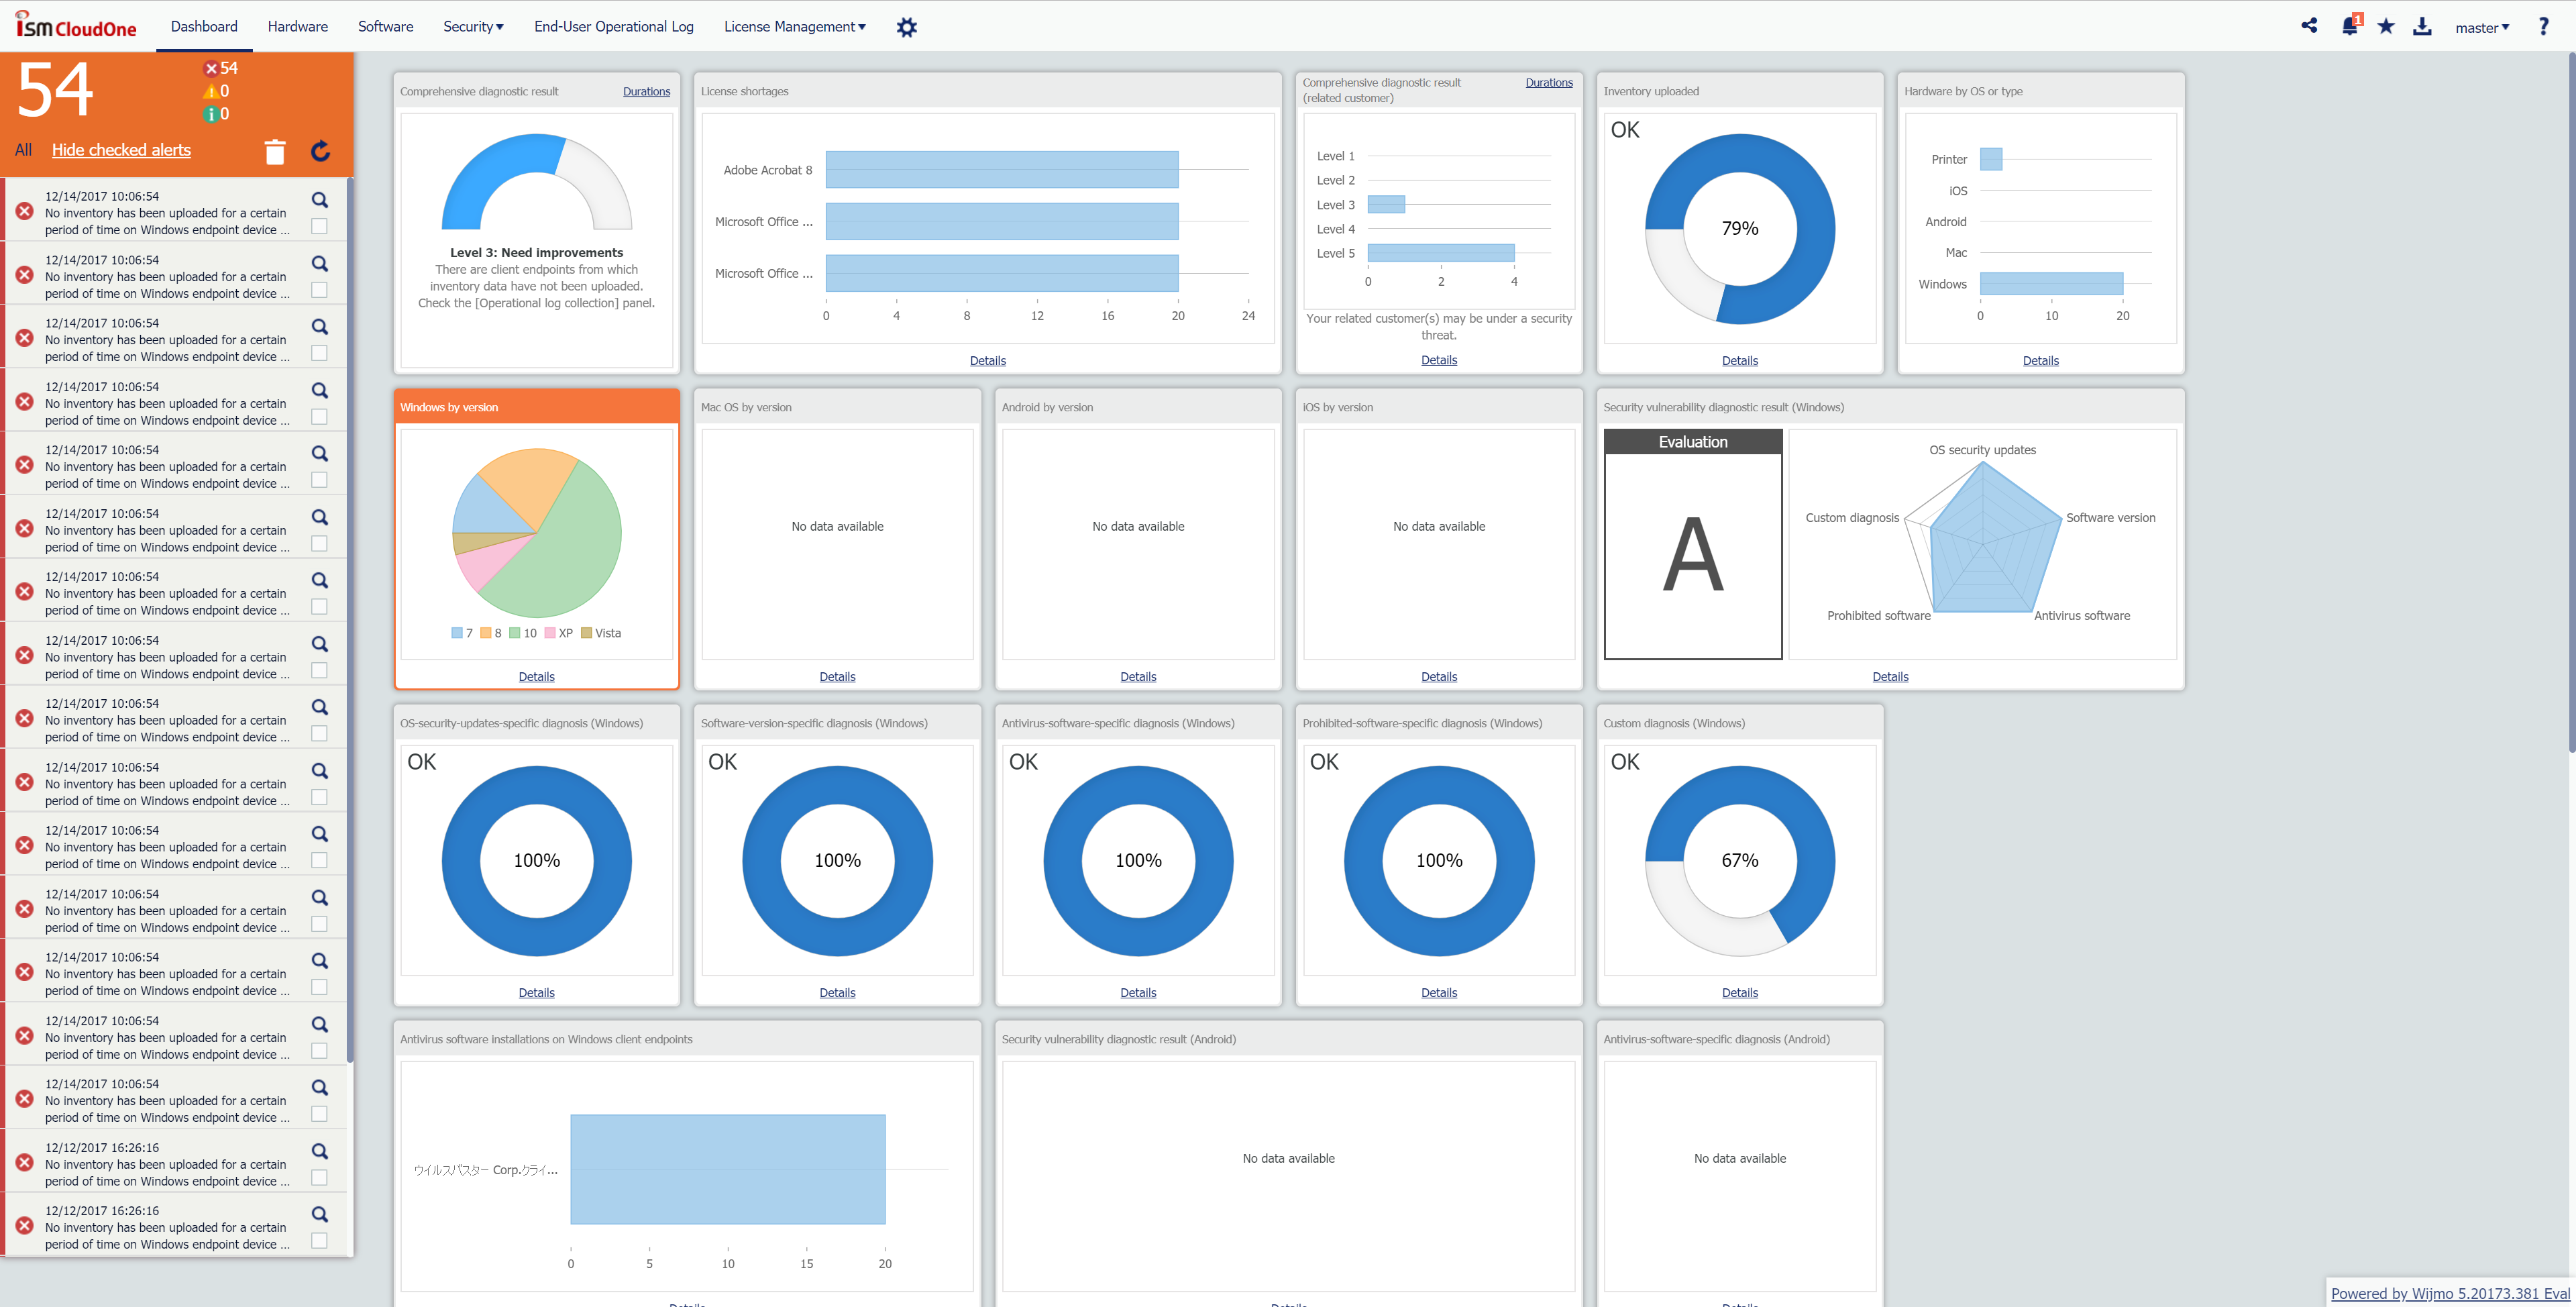 ism CloudOne
Dashboard
Hardware
Software
Security▼
End-User Operational Log
License Management▼
1
master▼
?
54
54
0
0
All
Hide checked alerts
12/14/2017 10:06:54
No inventory has been uploaded for a certain
period of time on Windows endpoint device ...
12/14/2017 10:06:54
No inventory has been uploaded for a certain
period of time on Windows endpoint device ...
12/14/2017 10:06:54
No inventory has been uploaded for a certain
period of time on Windows endpoint device ...
12/14/2017 10:06:54
No inventory has been uploaded for a certain
period of time on Windows endpoint device ...
12/14/2017 10:06:54
No inventory has been uploaded for a certain
period of time on Windows endpoint device ...
12/14/2017 10:06:54
No inventory has been uploaded for a certain
period of time on Windows endpoint device ...
12/14/2017 10:06:54
No inventory has been uploaded for a certain
period of time on Windows endpoint device ...
12/14/2017 10:06:54
No inventory has been uploaded for a certain
period of time on Windows endpoint device ...
12/14/2017 10:06:54
No inventory has been uploaded for a certain
period of time on Windows endpoint device ...
12/14/2017 10:06:54
No inventory has been uploaded for a certain
period of time on Windows endpoint device ...
12/14/2017 10:06:54
No inventory has been uploaded for a certain
period of time on Windows endpoint device ...
12/14/2017 10:06:54
No inventory has been uploaded for a certain
period of time on Windows endpoint device ...
12/14/2017 10:06:54
No inventory has been uploaded for a certain
period of time on Windows endpoint device ...
12/14/2017 10:06:54
No inventory has been uploaded for a certain
period of time on Windows endpoint device ...
12/14/2017 10:06:54
No inventory has been uploaded for a certain
period of time on Windows endpoint device ...
12/12/2017 16:26:16
No inventory has been uploaded for a certain
period of time on Windows endpoint device ...
12/12/2017 16:26:16
No inventory has been uploaded for a certain
period of time on Windows endpoint device ...
Comprehensive diagnostic result
Durations
Level 3: Need improvements
There are client endpoints from which
inventory data have not been uploaded.
Check the [Operational log collection] panel.
License shortages
Adobe Acrobat 8
Microsoft Office ...
Microsoft Office ...
0 4 8 12 16 20 24
Details
Comprehensive diagnostic result
(related customer)
Durations
Level 1
Level 2
Level 3
Level 4
Level 5
0 2 4
Your related customer(s) may be under a security
threat.
Details
Inventory uploaded
OK
79%
Details
Hardware by OS or type
Printer
iOS
Android
Mac
Windows
0 10 20
Details
Windows by version
7 8 10 XP Vista
Details
Mac OS by version
No data available
Details
Android by version
No data available
Details
iOS by version
No data available
Details
Security vulnerability diagnostic result (Windows)
Evaluation
A
OS security updates
Custom diagnosis
Software version
Prohibited software
Antivirus software
Details
OS-security-updates-specific diagnosis (Windows)
OK
100%
Details
Software-version-specific diagnosis (Windows)
OK
100%
Details
Antivirus-software-specific diagnosis (Windows)
OK
100%
Details
Prohibited-software-specific diagnosis (Windows)
OK
100%
Details
Custom diagnosis (Windows)
OK
67%
Details
Antivirus software installations on Windows client endpoints
ウイルスバスター Corp.クライ...
0 5 10 15 20
Details
Security vulnerability diagnostic result (Android)
No data available
Details
Antivirus-software-specific diagnosis (Android)
No data available
Details
Powered by Wijmo 5.20173.381 Eval